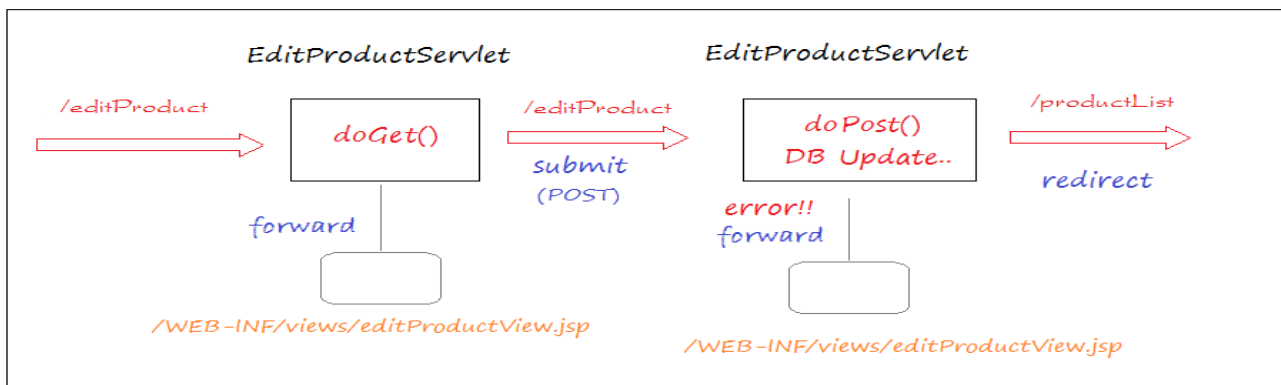 EditProductServlet
/editProduct
doGet()
forward
/WEB-INF/views/editProductView.jsp
/editProduct
submit
(POST)
EditProductServlet
doPost()
DB Update..
error!!
forward
/WEB-INF/views/editProductView.jsp
/productList
redirect